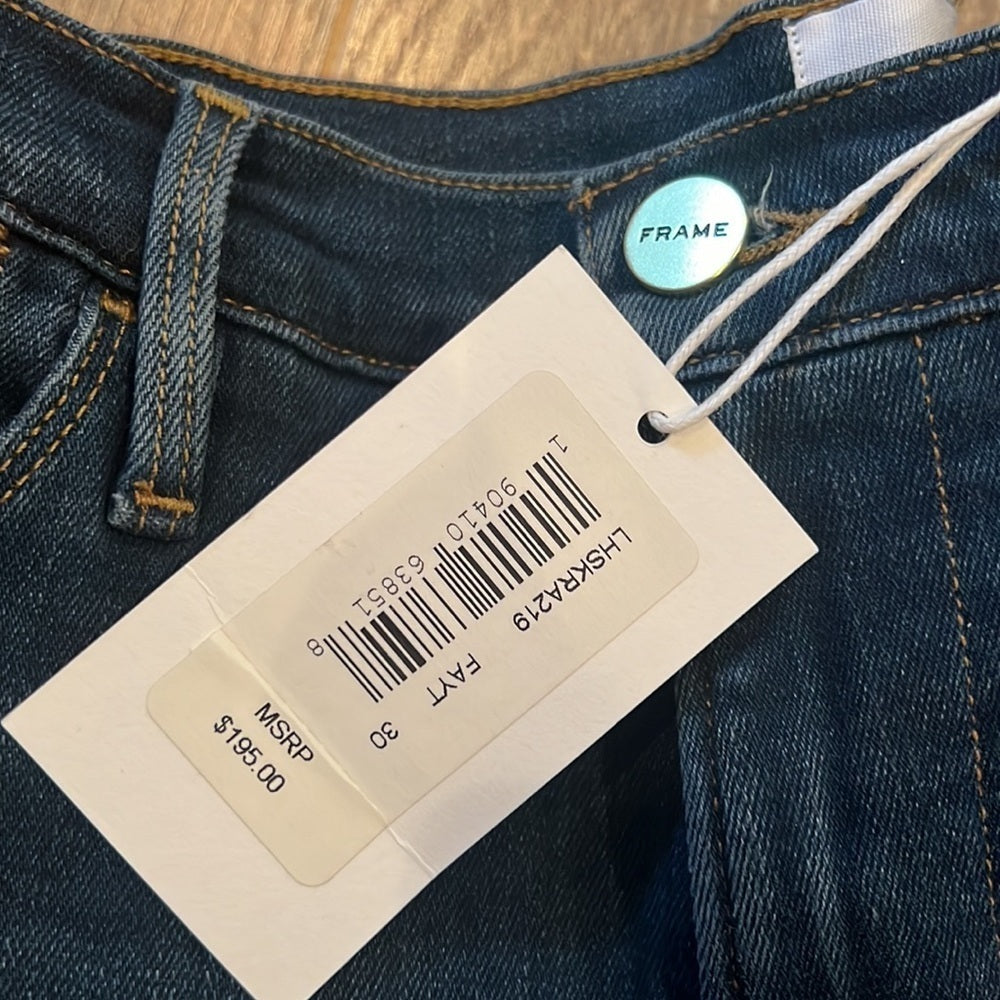 FRAME
LHSKRA219
FAYT
30
1 90410 63851 8
MSRP
$195.00